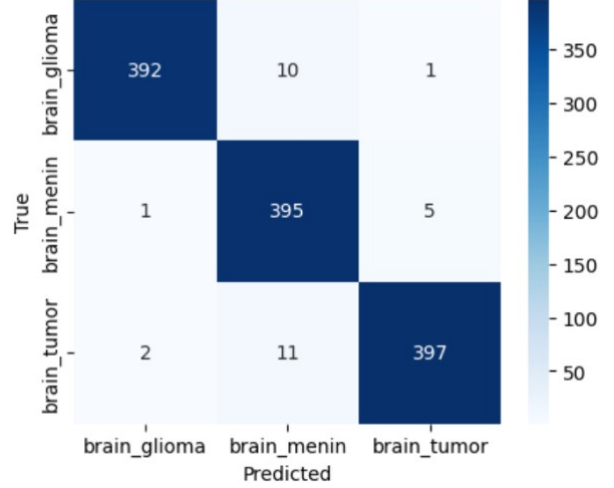 brain_glioma 392 10 1
brain_menin 1 395 5
brain_tumor 2 11 397
True
brain_glioma brain_menin brain_tumor
Predicted
350
300
250
200
150
100
50